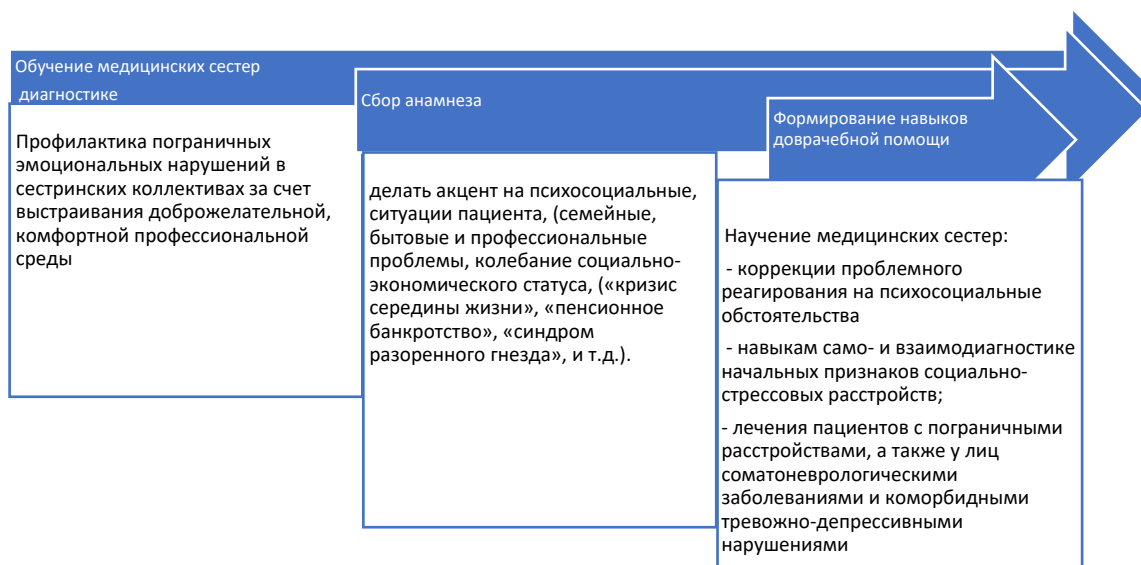 Обучение медицинских сестер
диагностике
Профилактика пограничных
эмоциональных нарушений в
сестринских коллективах за счет
выстраивания доброжелательной,
комфортной профессиональной
среды
Сбор анамнеза
делать акцент на психосоциальные,
ситуации пациента, (семейные,
бытовые и профессиональные
проблемы, колебание социально-
экономического статуса, («кризис
середины жизни», «пенсионное
банкротство», «синдром
разоренного гнезда», и т.д.).
Формирование навыков
доврачебной помощи
Научение медицинских сестер:
- коррекции проблемного
реагирования на психосоциальные
обстоятельства
- навыкам само- и взаимодиагностике
начальных признаков социально-
стрессовых расстройств;
- лечения пациентов с пограничными
расстройствами, а также у лиц
соматоневрологическими
заболеваниями и коморбидными
тревожно-депрессивными
нарушениями